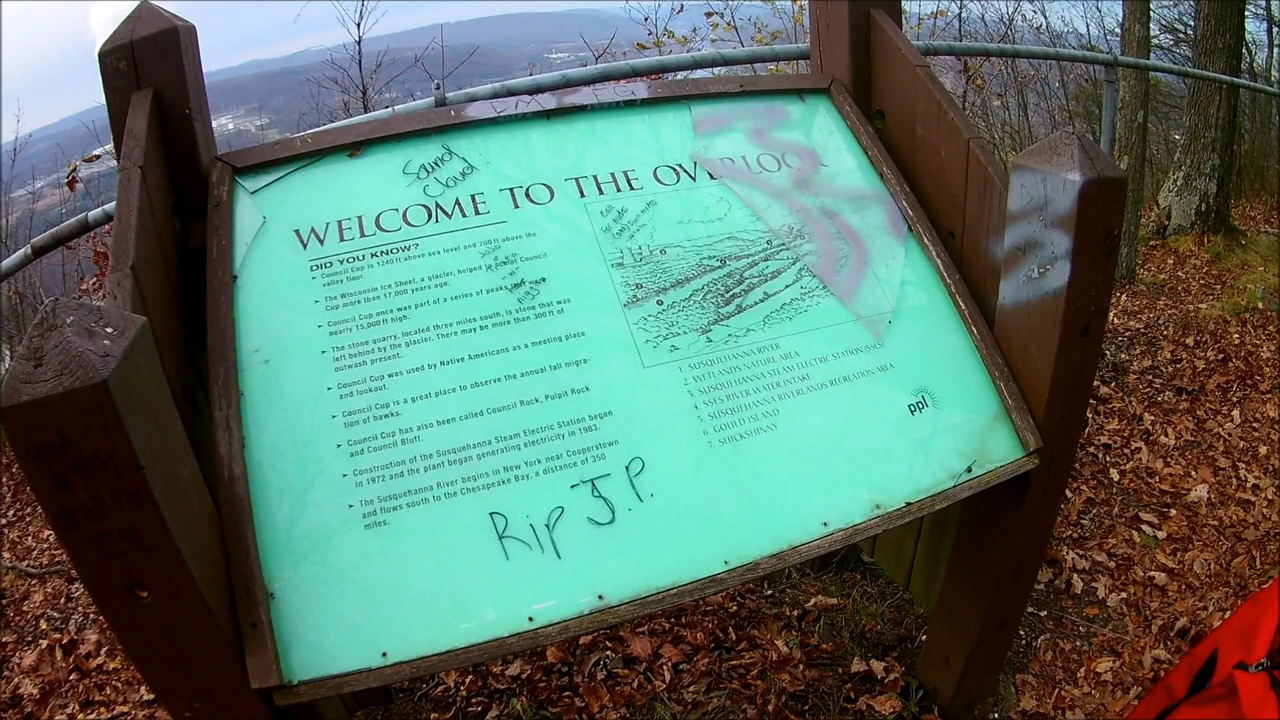 Sand
Cloud
WELCOME TO THE OVERLOOK
DID YOU KNOW?
➤ Council Cup is 1240 ft above sea level and 700 ft above the
valley floor.
➤ The Wisconsin Ice Sheet, a glacier, helped Council
Cup more than 17,000 years ago.
➤ Council Cup once was part of a series of peaks that were
nearly 15,000 ft high.
➤ The stone quarry, located three miles south, is stone that was
left behind by the glacier. There may be more than 300 ft of
outwash present.
➤ Council Cup was used by Native Americans as a meeting place
and lookout.
➤ Council Cup is a great place to observe the annual fall migra-
tion of hawks.
➤ Council Cup has also been called Council Rock, Pulpit Rock
and Council Bluff.
➤ Construction of the Susquehanna Steam Electric Station began
in 1972 and the plant began generating electricity in 1983.
➤ The Susquehanna River begins in New York near Cooperstown
and flows south to the Chesapeake Bay, a distance of 350
miles.
Call
for
1. SUSQUEHANNA RIVER
2. WETLANDS NATURE AREA
3. SUSQUEHANNA STEAM ELECTRIC STATION (SSES)
4. SSES RIVER WATER INTAKE
5. SUSQUEHANNA RIVERLANDS RECREATION AREA
6. GOULD ISLAND
7. SHICKSHINNY
ppl
Rip J.P.